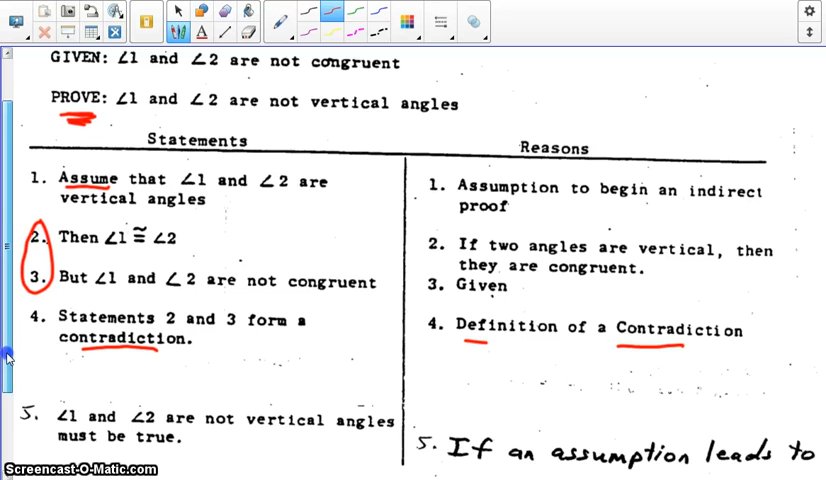 GIVEN: ∠1 and ∠2 are not congruent
PROVE: ∠1 and ∠2 are not vertical angles
Statements
Reasons
1. Assume that ∠1 and ∠2 are
vertical angles
1. Assumption to begin an indirect
proof
2. Then ∠1 ≅ ∠2
2. If two angles are vertical, then
they are congruent.
3. But ∠1 and ∠2 are not congruent
3. Given
4. Statements 2 and 3 form a
contradiction.
4. Definition of a Contradiction
5. ∠1 and ∠2 are not vertical angles
must be true.
5. If an assumption leads to
Screencast-O-Matic.com